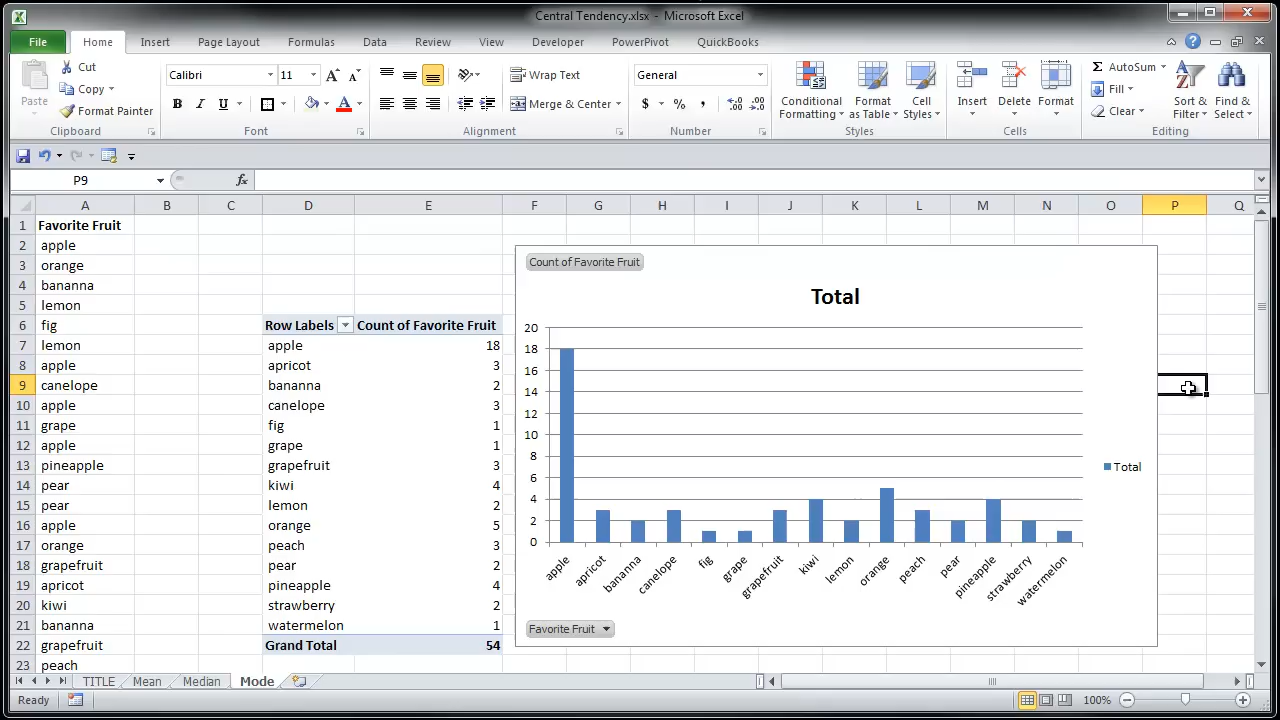 Central Tendency.xlsx - Microsoft Excel
File Home Insert Page Layout Formulas Data Review View Developer PowerPivot QuickBooks
Paste
Cut
Copy
Format Painter
Clipboard
Calibri 11
B I U
Font
Wrap Text
Merge & Center
Alignment
General
$ % ,
Number
Conditional Formatting
Format as Table
Cell Styles
Styles
Insert Delete Format
Cells
Σ AutoSum
Fill
Clear
Sort & Filter
Find & Select
Editing
P9 fx
A B C D E F G H I J K L M N O P Q
1 Favorite Fruit
2 apple
3 orange
4 bananna
5 lemon
6 fig Row Labels Count of Favorite Fruit
7 lemon apple 18
8 apple apricot 3
9 canelope bananna 2
10 apple canelope 3
11 grape fig 1
12 apple grape 1
13 pineapple grapefruit 3
14 pear kiwi 4
15 pear lemon 2
16 apple orange 5
17 orange peach 3
18 grapefruit pear 2
19 apricot pineapple 4
20 kiwi strawberry 2
21 bananna watermelon 1
22 grapefruit Grand Total 54
23 peach
Count of Favorite Fruit
Total
20
18
16
14
12
10
8
6
4
2
0
apple apricot bananna canelope fig grape grapefruit kiwi lemon orange peach pear pineapple strawberry watermelon
Total
Favorite Fruit
TITLE Mean Median Mode
Ready 100%